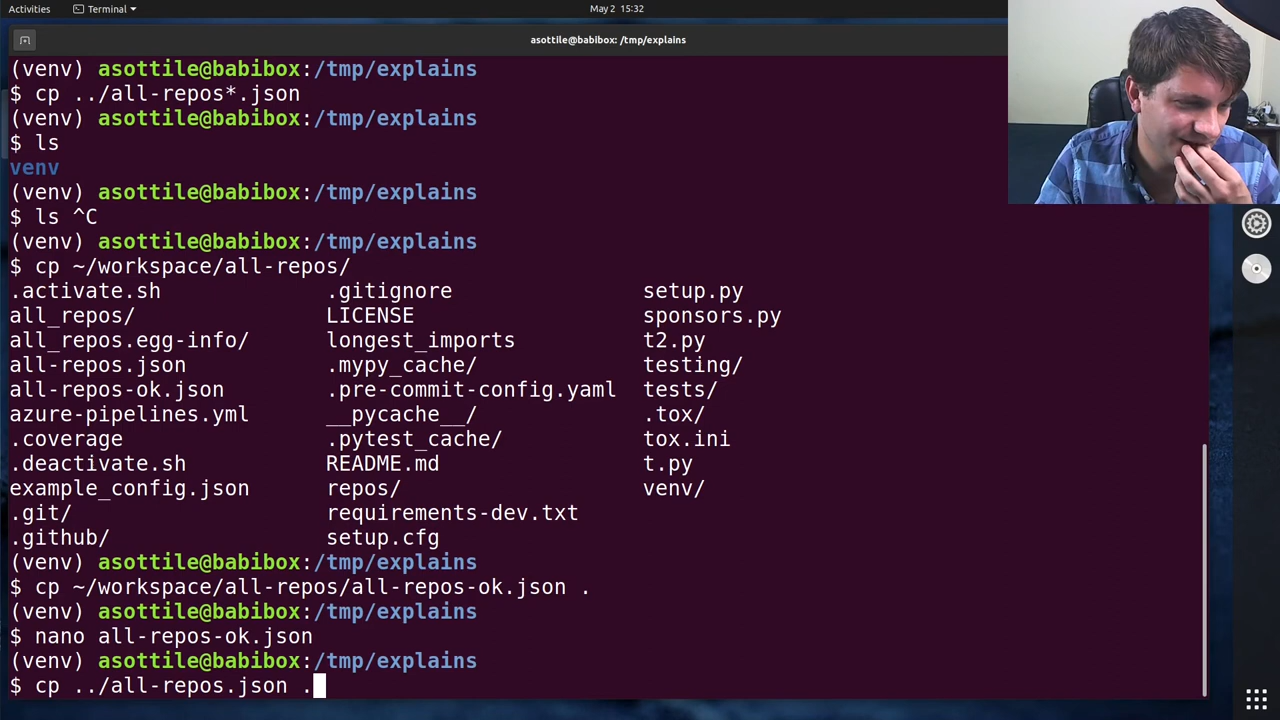 Activities Terminal May 2 15:32
asottile@babibox: /tmp/explains
(venv) asottile@babibox:/tmp/explains
$ cp ../all-repos*.json
(venv) asottile@babibox:/tmp/explains
$ ls
venv
(venv) asottile@babibox:/tmp/explains
$ ls ^C
(venv) asottile@babibox:/tmp/explains
$ cp ~/workspace/all-repos/
.activate.sh .gitignore setup.py
all_repos/ LICENSE sponsors.py
all_repos.egg-info/ longest_imports t2.py
all-repos.json .mypy_cache/ testing/
all-repos-ok.json .pre-commit-config.yaml tests/
azure-pipelines.yml __pycache__/ .tox/
.coverage .pytest_cache/ tox.ini
.deactivate.sh README.md t.py
example_config.json repos/ venv/
.git/ requirements-dev.txt
.github/ setup.cfg
(venv) asottile@babibox:/tmp/explains
$ cp ~/workspace/all-repos/all-repos-ok.json .
(venv) asottile@babibox:/tmp/explains
$ nano all-repos-ok.json
(venv) asottile@babibox:/tmp/explains
$ cp ../all-repos.json .